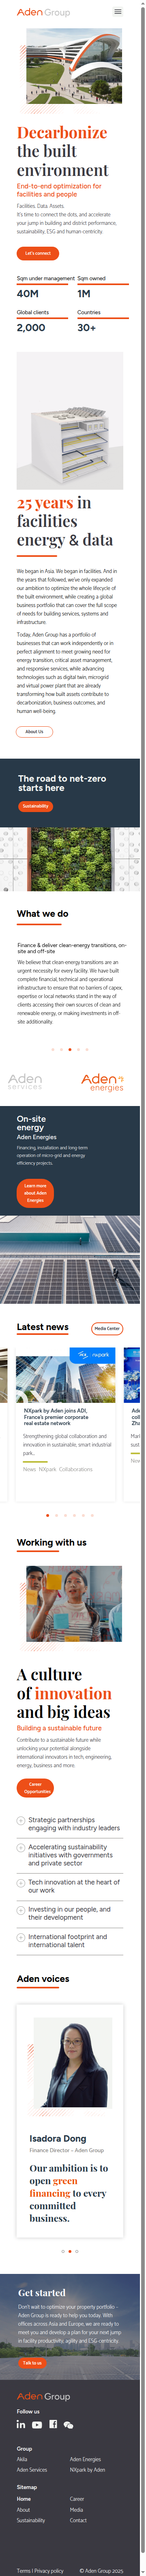 Aden Group
Decarbonize
the built
environment
End-to-end optimization for
facilities and people
Facilities. Data. Assets.
It's time to connect the dots, and accelerate
your jump in building and district performance,
sustainability, ESG and human-centricity.
Let's connect
Sqm under management
Sqm owned
40M
1M
Global clients
Countries
2,000
30+
25 years in
facilities
energy & data
We began in Asia. We began in facilities. And in
the years that followed, we've only expanded
our ambition: to optimize the whole lifecycle of
the built environment, while creating a global
business portfolio that can cover the full scope
of needs for building services, systems and
infrastructure.
Today, Aden Group has a portfolio of
businesses that can work independently or in
perfect alignment to meet growing need for
energy transition, critical asset management,
and responsive services, while also changing
technologies such as digital twin, microgrid
and virtual power plant that are already
transforming how built assets contribute to
decarbonization, business outcomes, and
human well-being.
About Us
The road to net-zero
starts here
Sustainability
What we do
Finance & deliver clean-energy transitions, on-
site and off-site
We believe that clean-energy transitions are an
urgent necessity for every facility. We have built
complete financial, technical and operational
infrastructure to ensure that no barriers of capex,
opex, or local networks stand in the way of
clients accessing their own sources of clean and
renewable energy, or making investments in off-
site additionality.
Aden
services
Aden
energies
On-site
energy
Aden Energies
Financing, installation and long-term
operation of micro-grid and energy
efficiency projects.
Learn more
about Aden
Energies
Latest news
Media Center
NXpark by Aden joins ADI,
France's premier corporate
real estate network
Strengthening global collaboration and
innovation in sustainable, smart industrial
park...
News NXpark Collaborations
Working with us
A culture
of innovation
and big ideas
Building a sustainable future
Contribute to a sustainable future while
unlocking your potential alongside
international innovators in tech, engineering,
energy, business and more.
Career
Opportunities
Strategic partnerships
engaging with industry leaders
Accelerating sustainability
initiatives with governments
and private sector
Tech innovation at the heart of
our work
Investing in our people, and
their development
International footprint and
international talent
Aden voices
Isadora Dong
Finance Director – Aden Group
Our ambition is to
open green
financing to every
committed
business.
Get started
Don't wait to optimize your property portfolio –
Aden Group is ready to help you today. With
offices across Asia and Europe, we are ready to
meet you and develop a plan for your next jump
in facility productivity, agility and ESG-centricity.
Talk to us
Aden Group
Follow us
Group
Akila
Aden Energies
Aden Services
NXpark by Aden
Sitemap
Home
Career
About
Media
Sustainability
Contact
Terms | Privacy policy
© Aden Group 2025